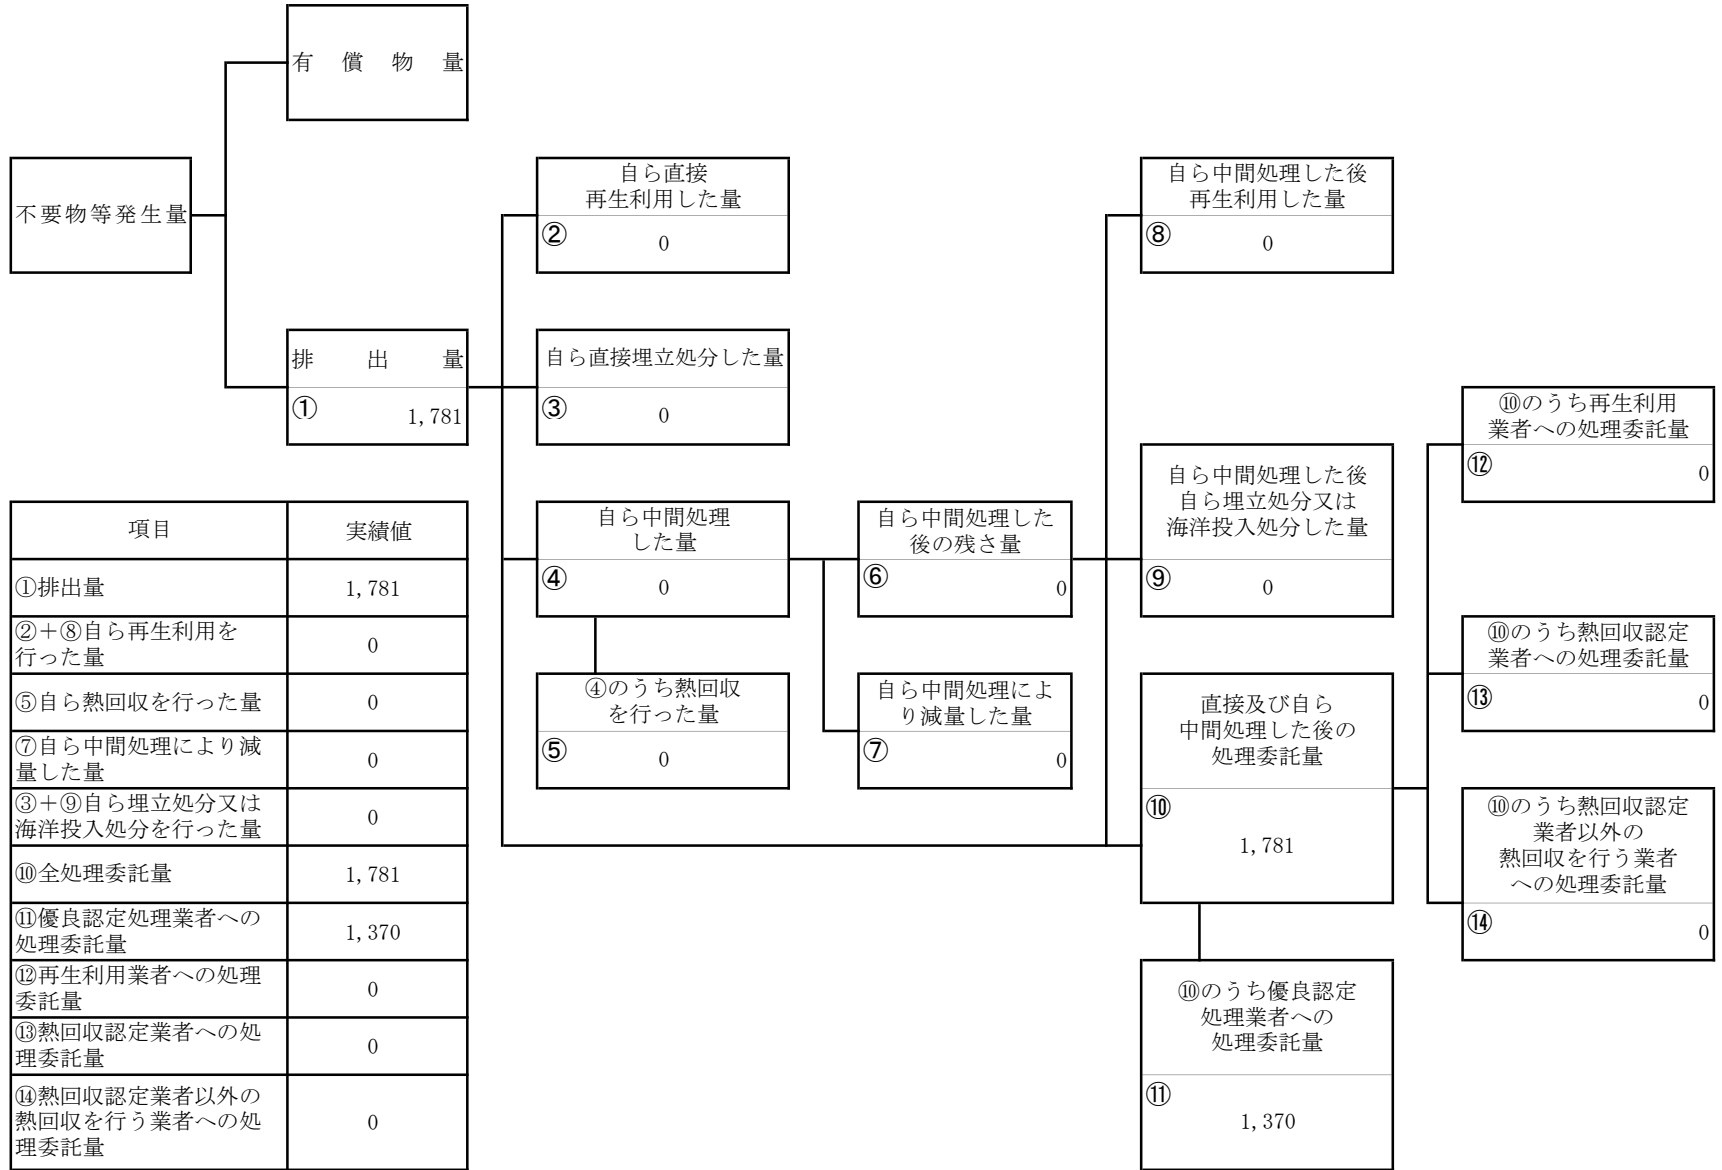 有償物量
不要物等発生量
排出量
①
1,781
自ら直接
再生利用した量
②
0
自ら直接埋立処分した量
③
0
自ら中間処理
した量
④
0
④のうち熱回収
を行った量
⑤
0
自ら中間処理した
後の残さ量
⑥
0
自ら中間処理によ
り減量した量
⑦
0
自ら中間処理した後
再生利用した量
⑧
0
自ら中間処理した後
自ら埋立処分又は
海洋投入処分した量
⑨
0
直接及び自ら
中間処理した後の
処理委託量
⑩
1,781
⑩のうち優良認定
処理業者への
処理委託量
⑪
1,370
⑩のうち再生利用
業者への処理委託量
⑫
0
⑩のうち熱回収認定
業者への処理委託量
⑬
0
⑩のうち熱回収認定
業者以外の
熱回収を行う業者
への処理委託量
⑭
0
項目 実績値
①排出量 1,781
②+⑧自ら再生利用を
行った量 0
⑤自ら熱回収を行った量 0
⑦自ら中間処理により減
量した量 0
③+⑨自ら埋立処分又は
海洋投入処分を行った量 0
⑩全処理委託量 1,781
⑪優良認定処理業者への
処理委託量 1,370
⑫再生利用業者への処理
委託量 0
⑬熱回収認定業者への処
理委託量 0
⑭熱回収認定業者以外の
熱回収を行う業者への処
理委託量 0